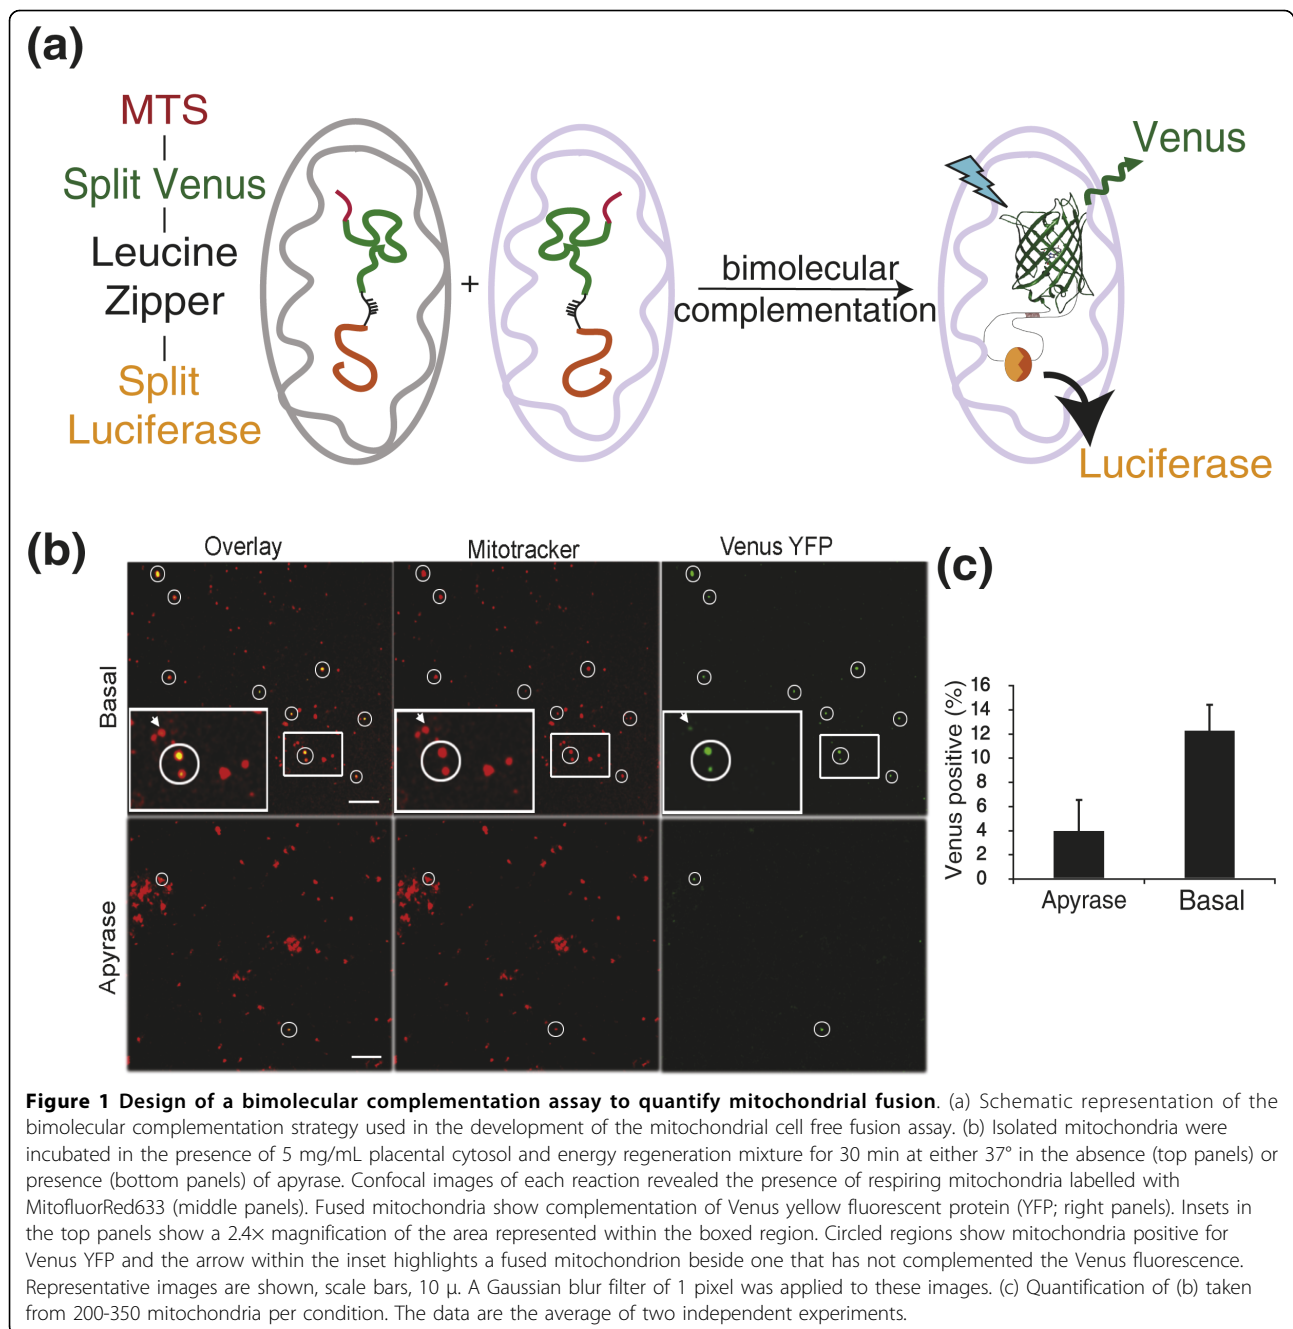 (a)
MTS
Split Venus
Leucine
Zipper
Split
Luciferase
+
bimolecular
complementation
Venus
Luciferase
(b)
Overlay
Mitotracker
Venus YFP
Basal
Apyrase
(c)
Venus positive (%)
16
14
12
10
8
6
4
2
0
Apyrase
Basal
Figure 1 Design of a bimolecular complementation assay to quantify mitochondrial fusion. (a) Schematic representation of the
bimolecular complementation strategy used in the development of the mitochondrial cell free fusion assay. (b) Isolated mitochondria were
incubated in the presence of 5 mg/mL placental cytosol and energy regeneration mixture for 30 min at either 37° in the absence (top panels) or
presence (bottom panels) of apyrase. Confocal images of each reaction revealed the presence of respiring mitochondria labelled with
MitofluorRed633 (middle panels). Fused mitochondria show complementation of Venus yellow fluorescent protein (YFP; right panels). Insets in
the top panels show a 2.4× magnification of the area represented within the boxed region. Circled regions show mitochondria positive for
Venus YFP and the arrow within the inset highlights a fused mitochondrion beside one that has not complemented the Venus fluorescence.
Representative images are shown, scale bars, 10 μ. A Gaussian blur filter of 1 pixel was applied to these images. (c) Quantification of (b) taken
from 200-350 mitochondria per condition. The data are the average of two independent experiments.